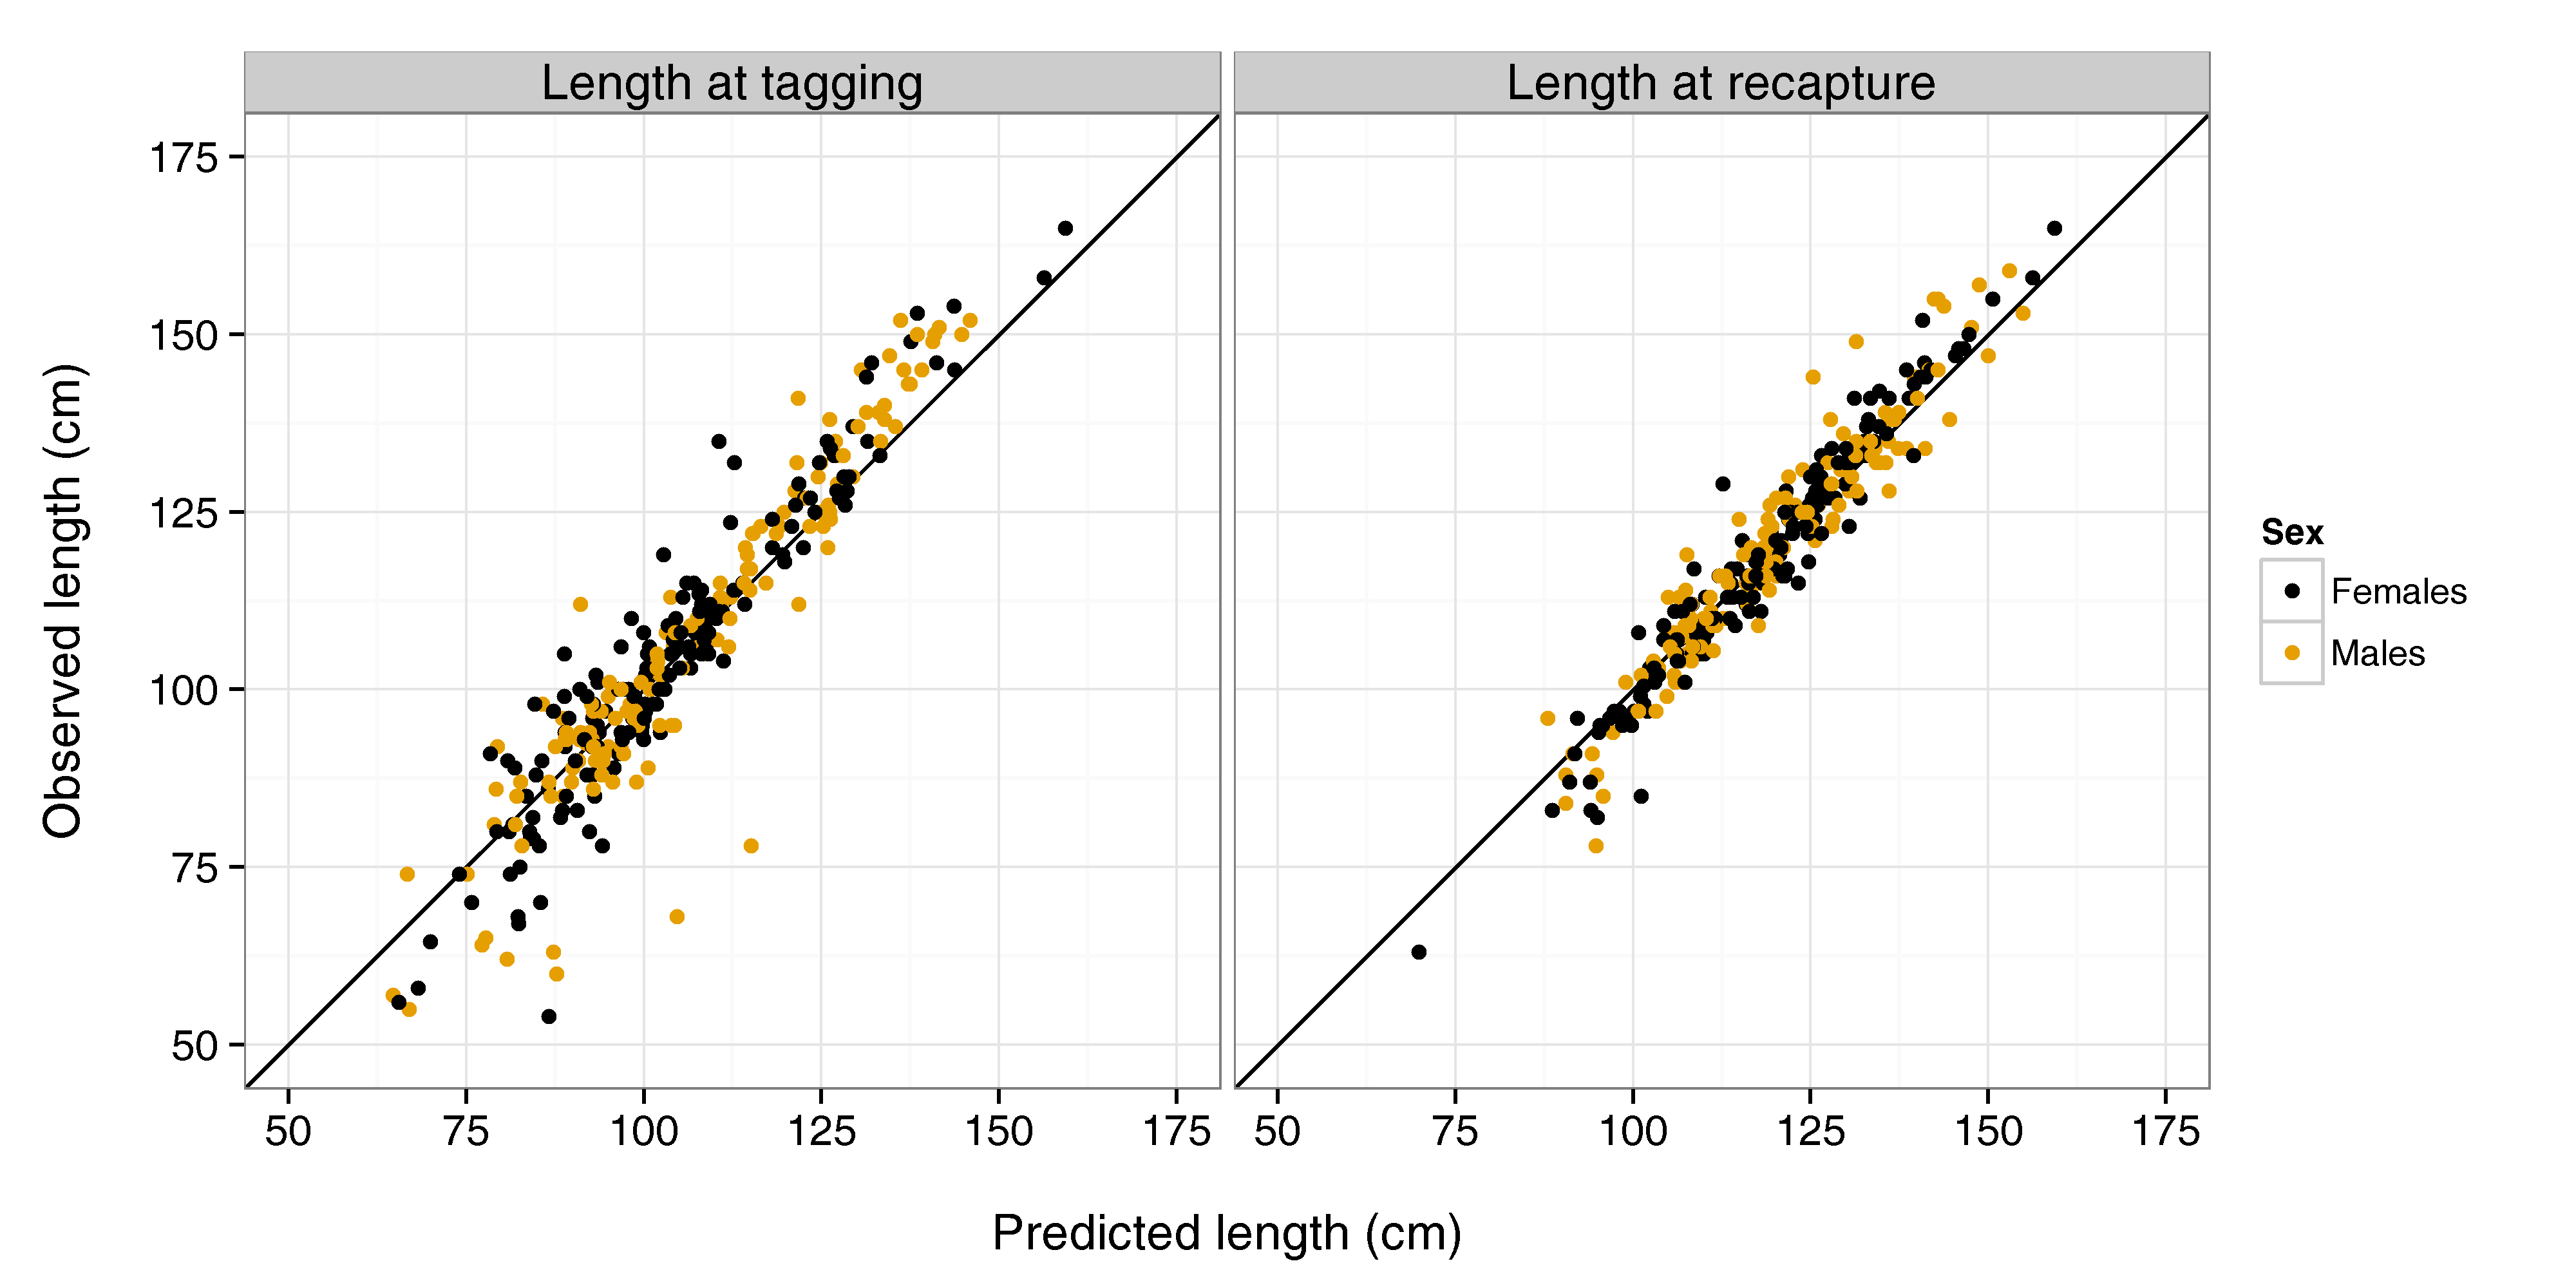 Length at tagging
Length at recapture
175
150
125
100
75
50
Observed length (cm)
50 75 100 125 150 175
50 75 100 125 150 175
Predicted length (cm)
Sex
Females
Males